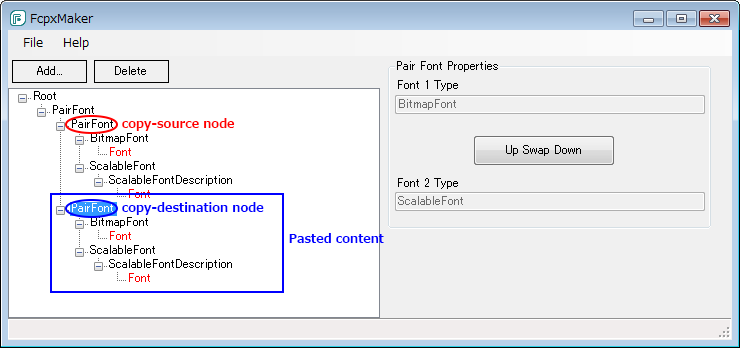 FcpxMaker
File Help
Add... Delete
Root
PairFont
PairFont copy-source node
BitmapFont
Font
ScalableFont
ScalableFontDescription
Font
PairFont copy-destination node
BitmapFont
Font
ScalableFont
ScalableFontDescription
Font
Pasted content
Pair Font Properties
Font 1 Type
BitmapFont
Up Swap Down
Font 2 Type
ScalableFont